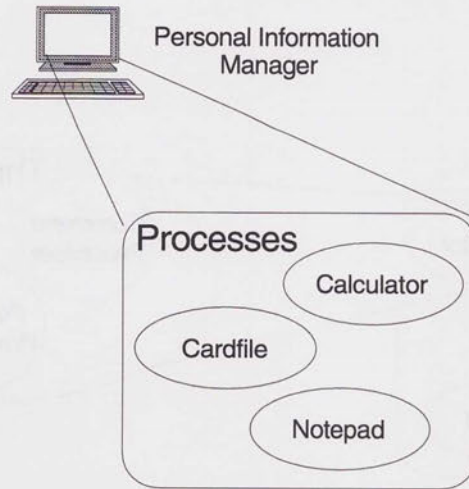 Personal Information
Manager
Processes
Calculator
Cardfile
Notepad